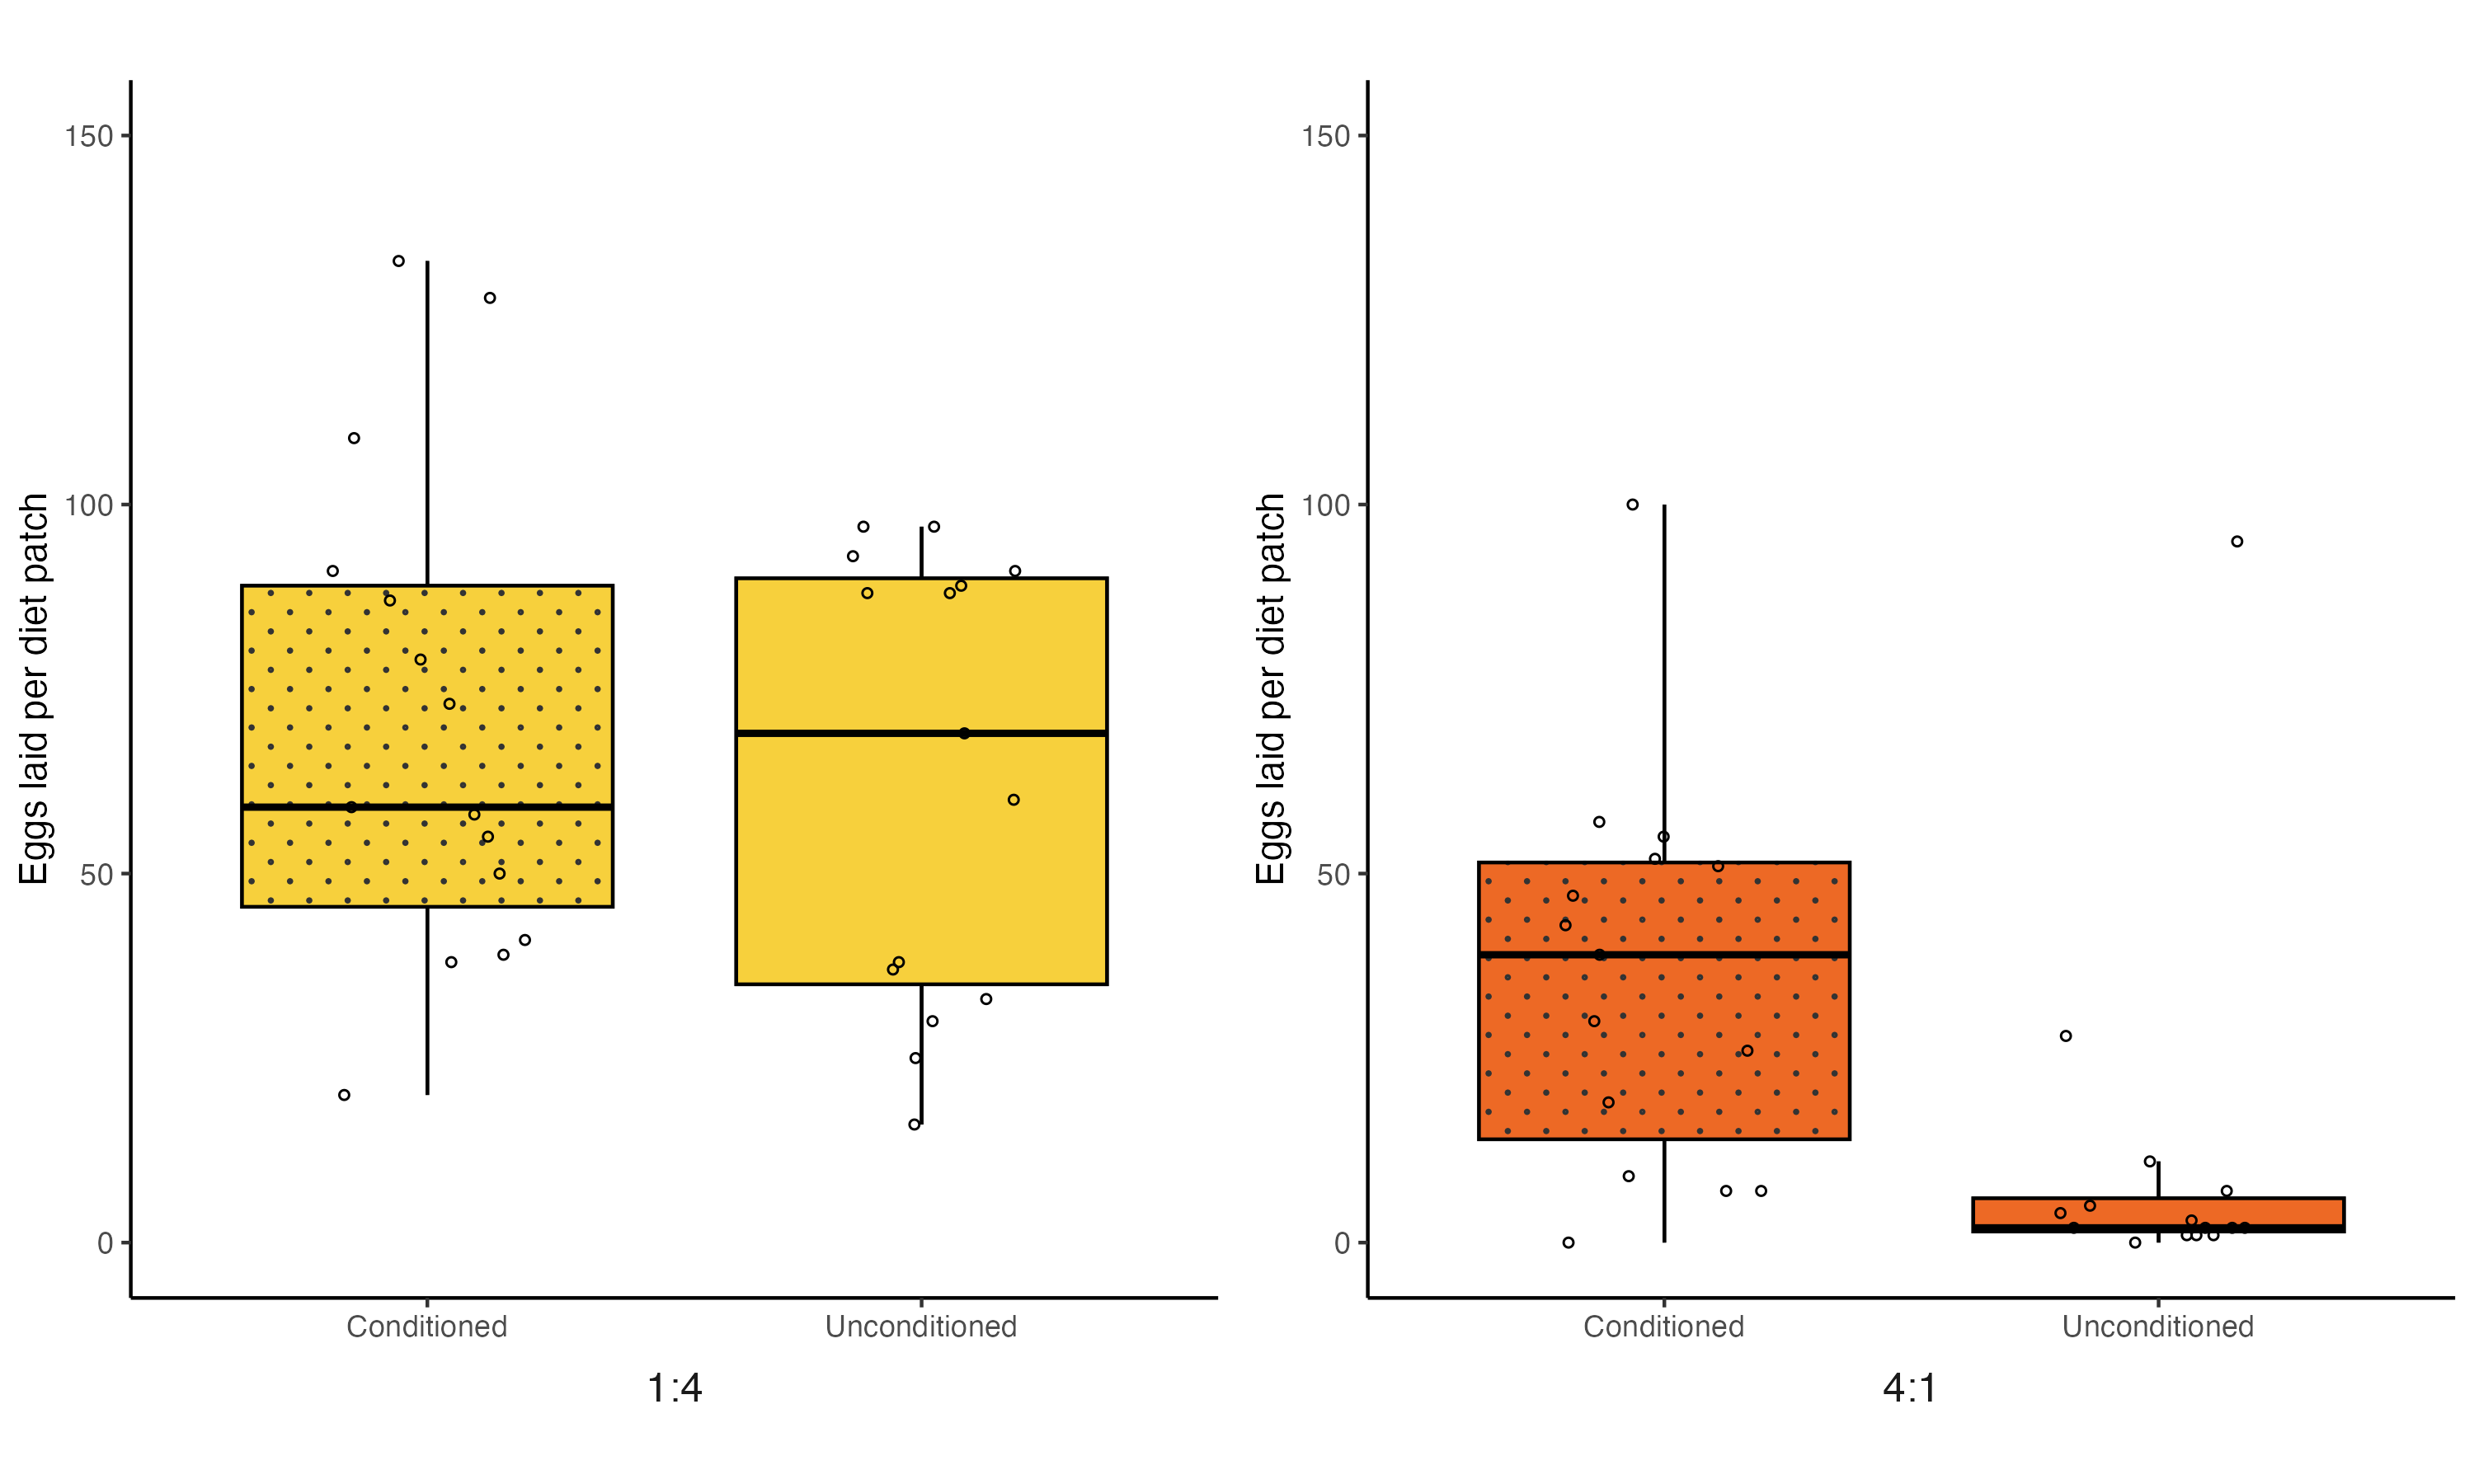 Eggs laid per diet patch
150
100
50
0
Conditioned
Unconditioned
1:4
Eggs laid per diet patch
150
100
50
0
Conditioned
Unconditioned
4:1